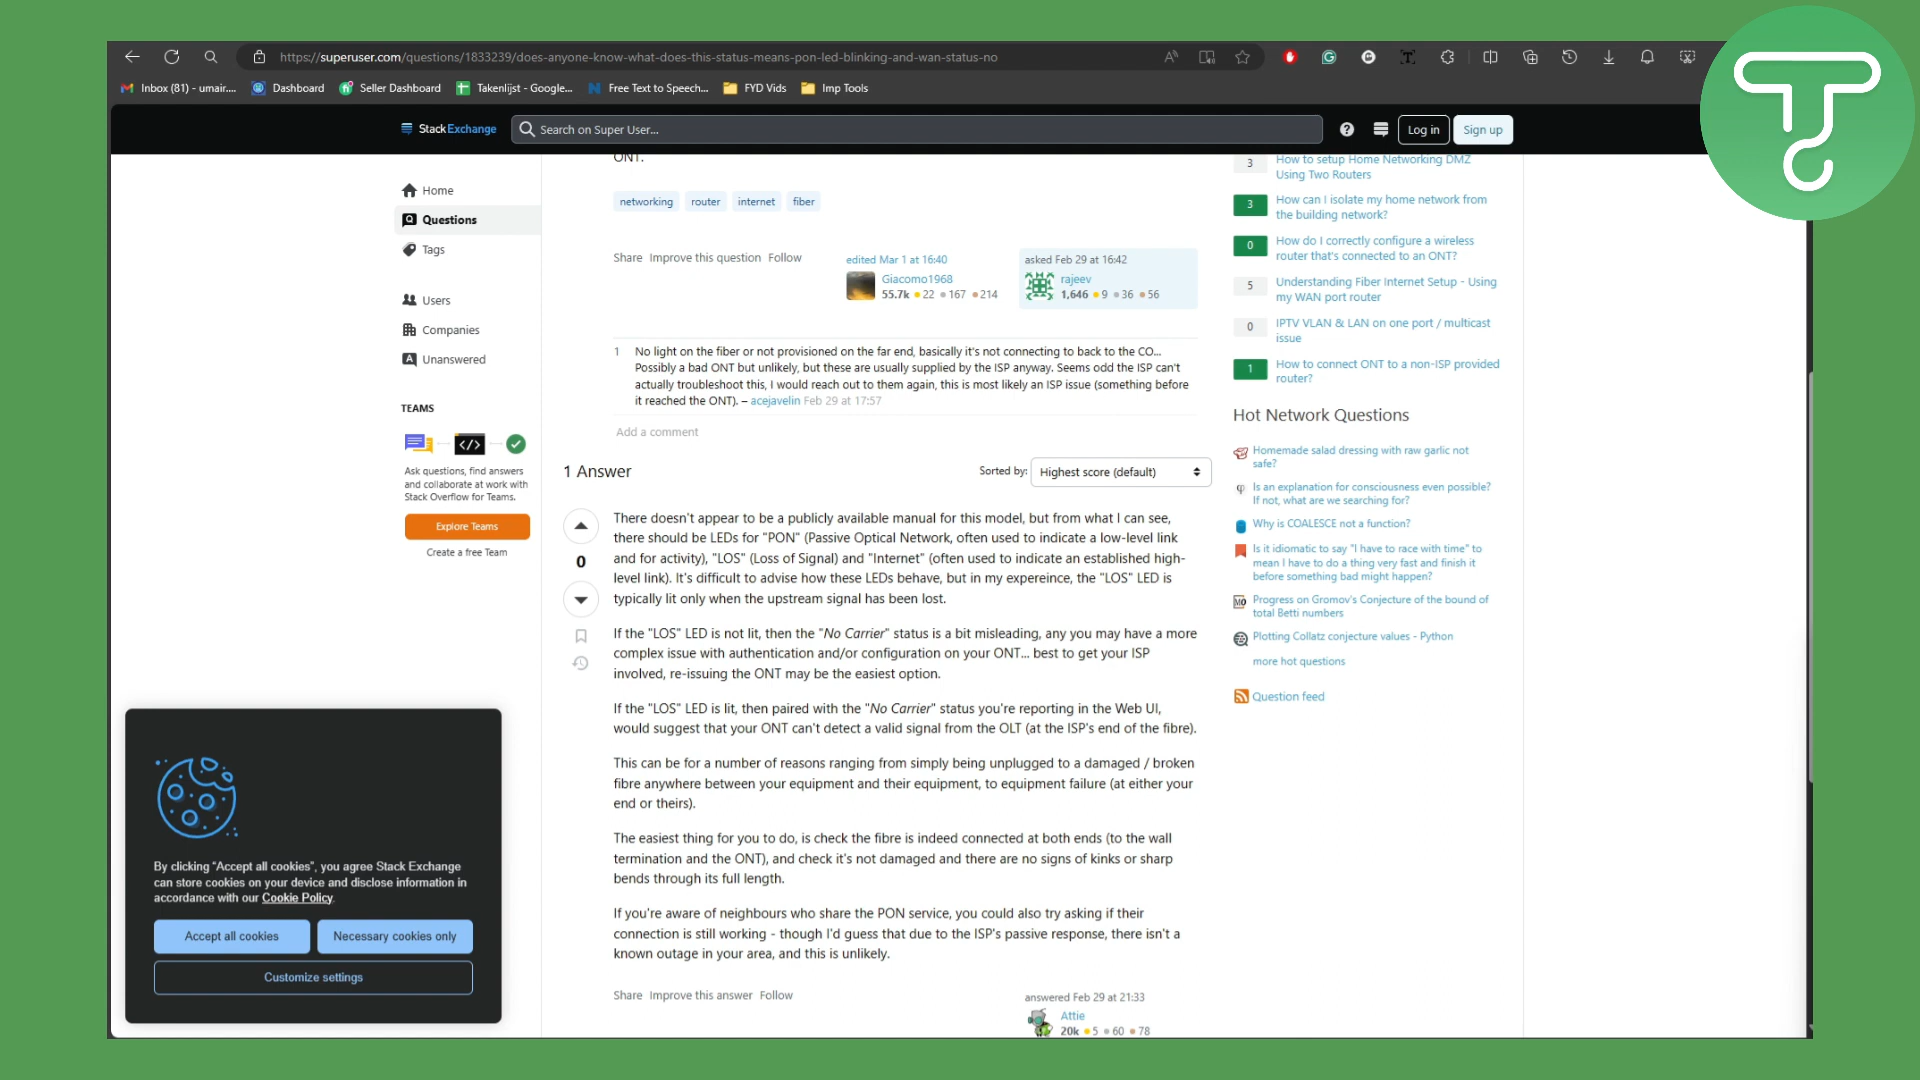 https://superuser.com/questions/1833239/does-anyone-know-what-does-this-status-means-pon-led-blinking-and-wan-status-no
Inbox (81) - umair....
Dashboard
Seller Dashboard
Takenlijst - Google...
Free Text to Speech...
FYD Vids
Imp Tools
StackExchange
Search on Super User...
Log in
Sign up
Home
Questions
Tags
Users
Companies
Unanswered
TEAMS
Ask questions, find answers
and collaborate at work with
Stack Overflow for Teams.
Explore Teams
Create a free Team
ONT.
networking
router
internet
fiber
Share Improve this question Follow
edited Mar 1 at 16:40
Giacomo1968
55.7k 22 167 214
asked Feb 29 at 16:42
rajeev
1,646 9 36 56
1 No light on the fiber or not provisioned on the far end, basically it's not connecting to back to the CO...
Possibly a bad ONT but unlikely, but these are usually supplied by the ISP anyway. Seems odd the ISP can't
actually troubleshoot this, I would reach out to them again, this is most likely an ISP issue (something before
it reached the ONT). – acejavelin Feb 29 at 17:57
Add a comment
1 Answer
Sorted by:
Highest score (default)
0
There doesn't appear to be a publicly available manual for this model, but from what I can see,
there should be LEDs for "PON" (Passive Optical Network, often used to indicate a low-level link
and for activity), "LOS" (Loss of Signal) and "Internet" (often used to indicate an established high-
level link). It's difficult to advise how these LEDs behave, but in my expereince, the "LOS" LED is
typically lit only when the upstream signal has been lost.
If the "LOS" LED is not lit, then the "No Carrier" status is a bit misleading, any you may have a more
complex issue with authentication and/or configuration on your ONT... best to get your ISP
involved, re-issuing the ONT may be the easiest option.
If the "LOS" LED is lit, then paired with the "No Carrier" status you're reporting in the Web UI,
would suggest that your ONT can't detect a valid signal from the OLT (at the ISP's end of the fibre).
This can be for a number of reasons ranging from simply being unplugged to a damaged / broken
fibre anywhere between your equipment and their equipment, to equipment failure (at either your
end or theirs).
The easiest thing for you to do, is check the fibre is indeed connected at both ends (to the wall
termination and the ONT), and check it's not damaged and there are no signs of kinks or sharp
bends through its full length.
If you're aware of neighbours who share the PON service, you could also try asking if their
connection is still working - though I'd guess that due to the ISP's passive response, there isn't a
known outage in your area, and this is unlikely.
Share Improve this answer Follow
answered Feb 29 at 21:33
Attie
20k 5 60 78
3 How to setup Home Networking DMZ
Using Two Routers
3 How can I isolate my home network from
the building network?
0 How do I correctly configure a wireless
router that's connected to an ONT?
5 Understanding Fiber Internet Setup - Using
my WAN port router
0 IPTV VLAN & LAN on one port / multicast
issue
1 How to connect ONT to a non-ISP provided
router?
Hot Network Questions
Homemade salad dressing with raw garlic not
safe?
Is an explanation for consciousness even possible?
If not, what are we searching for?
Why is COALESCE not a function?
Is it idiomatic to say "I have to race with time" to
mean I have to do a thing very fast and finish it
before something bad might happen?
Progress on Gromov's Conjecture of the bound of
total Betti numbers
Plotting Collatz conjecture values - Python
more hot questions
Question feed
By clicking "Accept all cookies", you agree Stack Exchange
can store cookies on your device and disclose information in
accordance with our Cookie Policy.
Accept all cookies
Necessary cookies only
Customize settings